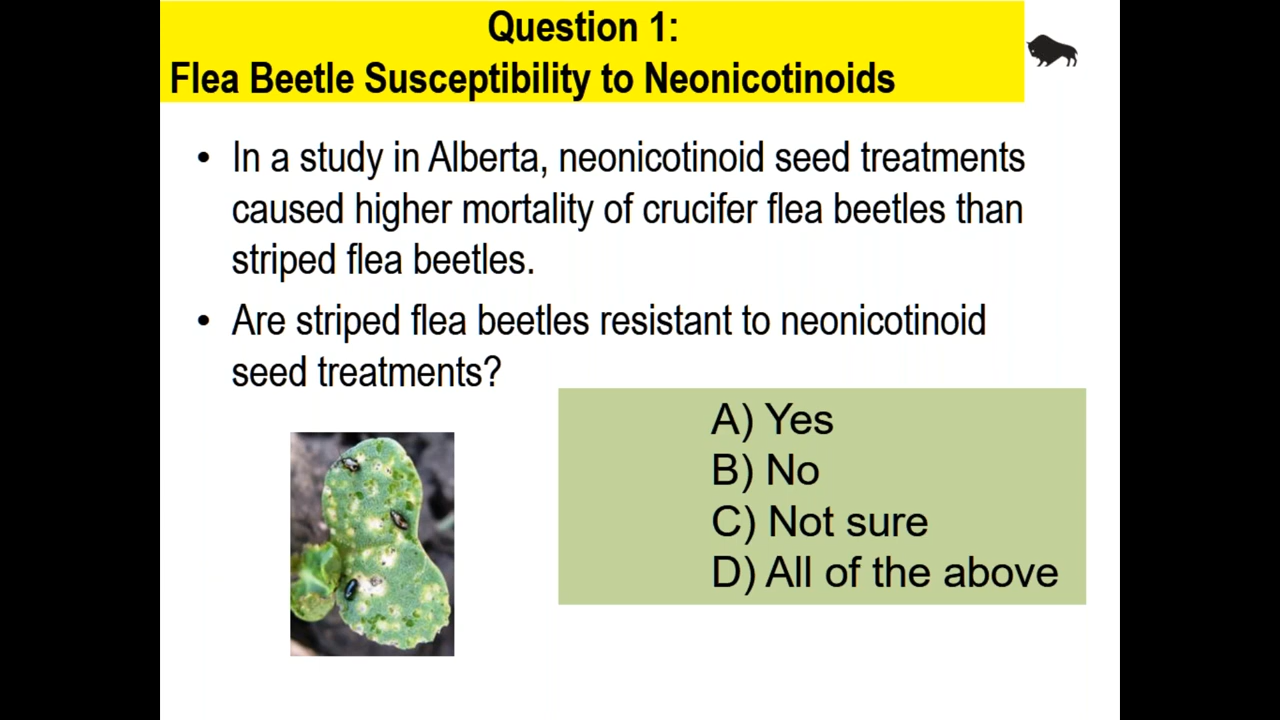 Question 1:
Flea Beetle Susceptibility to Neonicotinoids
• In a study in Alberta, neonicotinoid seed treatments
caused higher mortality of crucifer flea beetles than
striped flea beetles.
• Are striped flea beetles resistant to neonicotinoid
seed treatments?
A) Yes
B) No
C) Not sure
D) All of the above